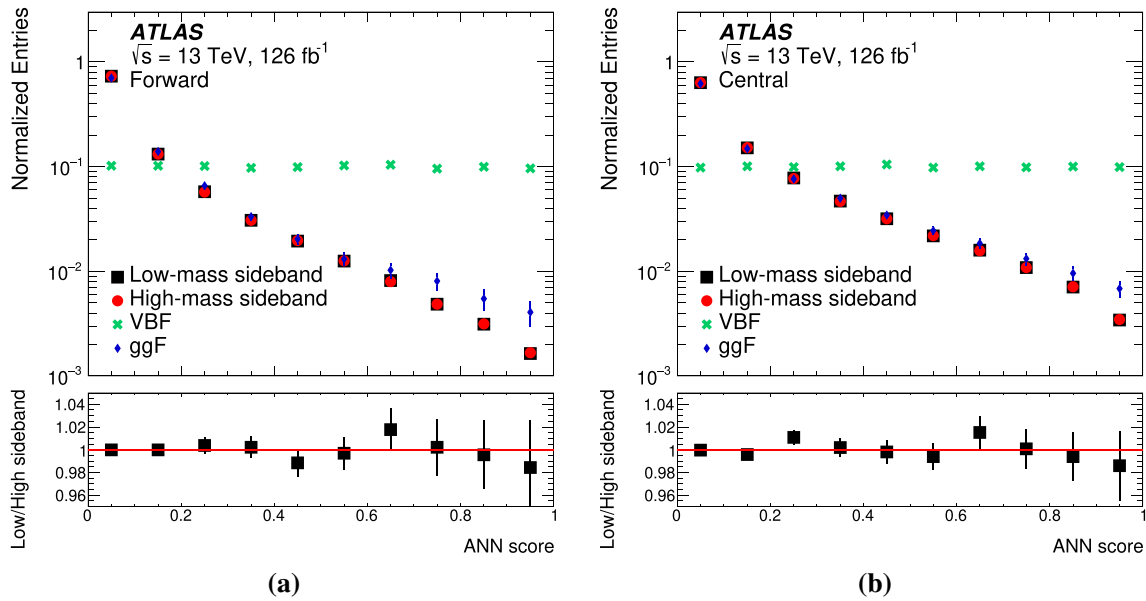 ATLAS
√s = 13 TeV, 126 fb⁻¹
Forward
Normalized Entries
1
10⁻¹
10⁻²
10⁻³
Low-mass sideband
High-mass sideband
VBF
ggF
Low/High sideband
1.04
1.02
1
0.98
0.96
0 0.2 0.4 0.6 0.8 1
ANN score
(a)
ATLAS
√s = 13 TeV, 126 fb⁻¹
Central
Normalized Entries
1
10⁻¹
10⁻²
10⁻³
Low-mass sideband
High-mass sideband
VBF
ggF
Low/High sideband
1.04
1.02
1
0.98
0.96
0 0.2 0.4 0.6 0.8 1
ANN score
(b)